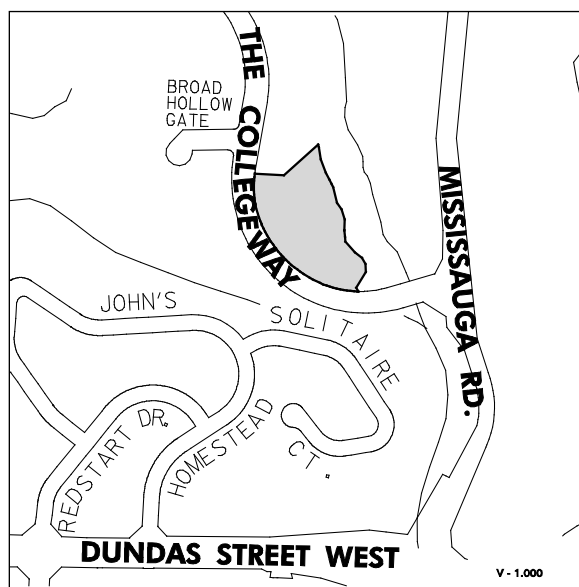 THE COLLEGEWAY
BROAD
HOLLOW
GATE
MISSISSAUGA RD.
JOHN'S
HOMESTEAD
SOLITAIRE
CT.
REDSTART DR.
DUNDAS STREET WEST
V - 1.000